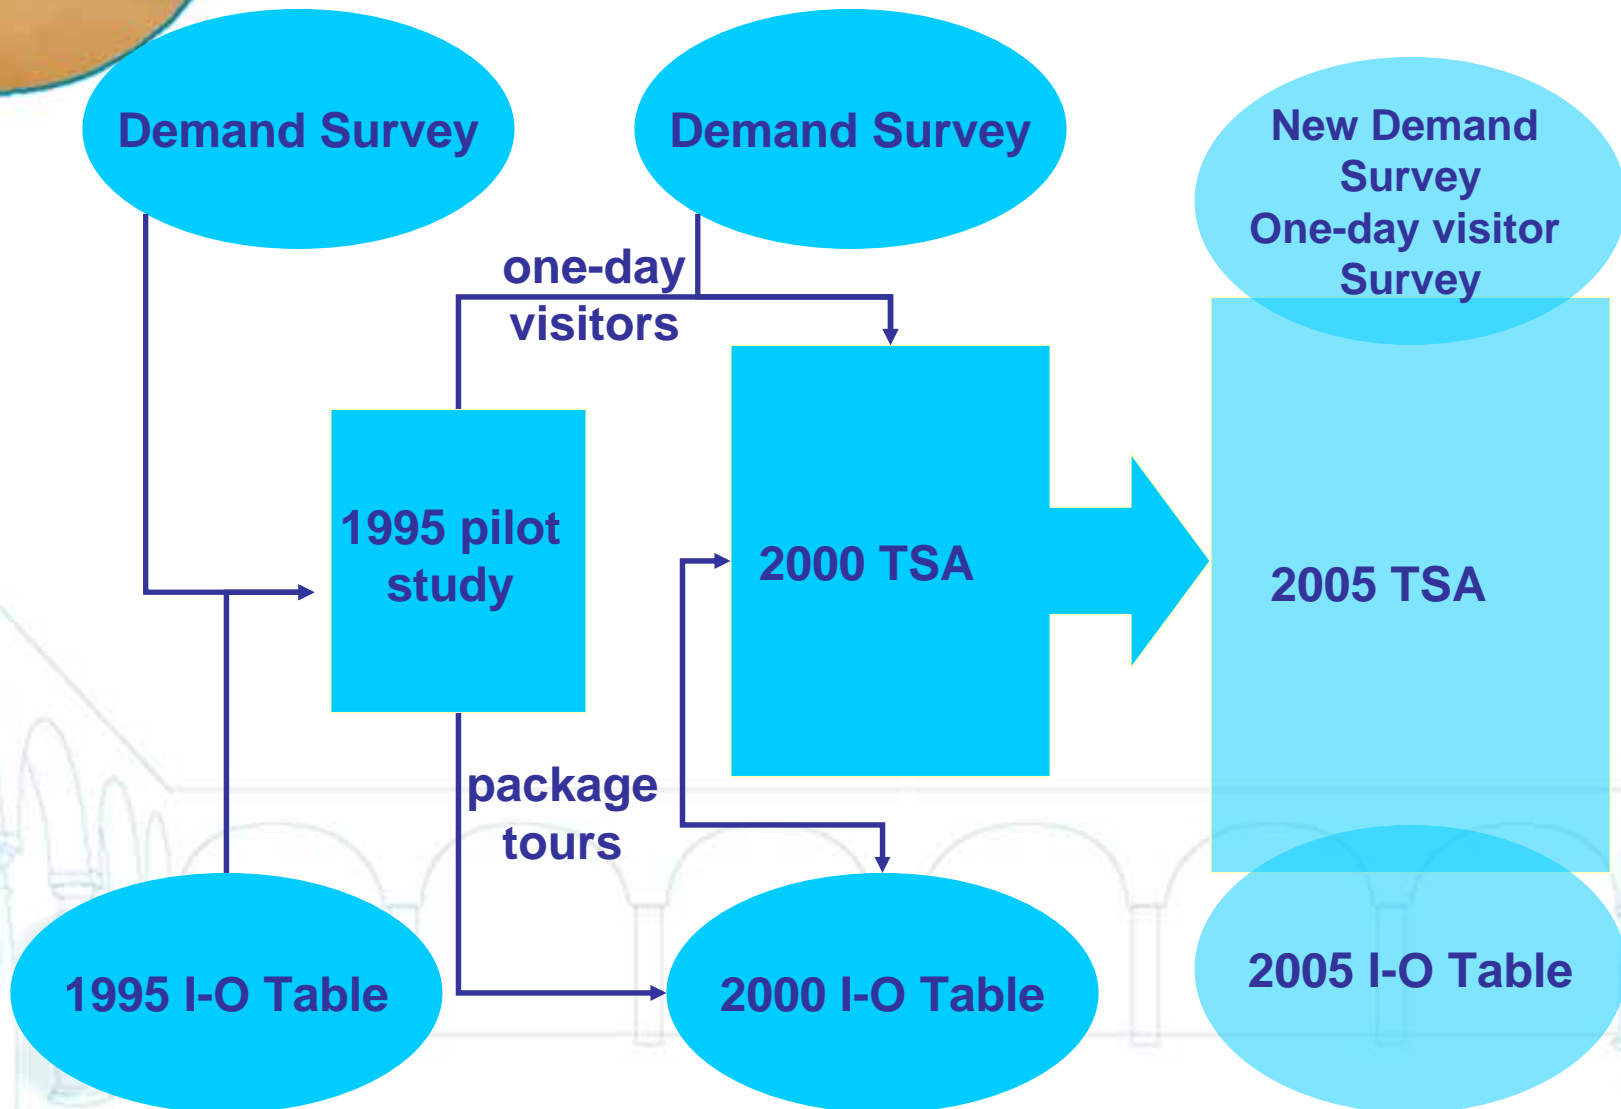 Demand Survey
Demand Survey
New Demand
Survey
One-day visitor
Survey
one-day
visitors
1995 pilot
study
2000 TSA
2005 TSA
package
tours
1995 I-O Table
2000 I-O Table
2005 I-O Table